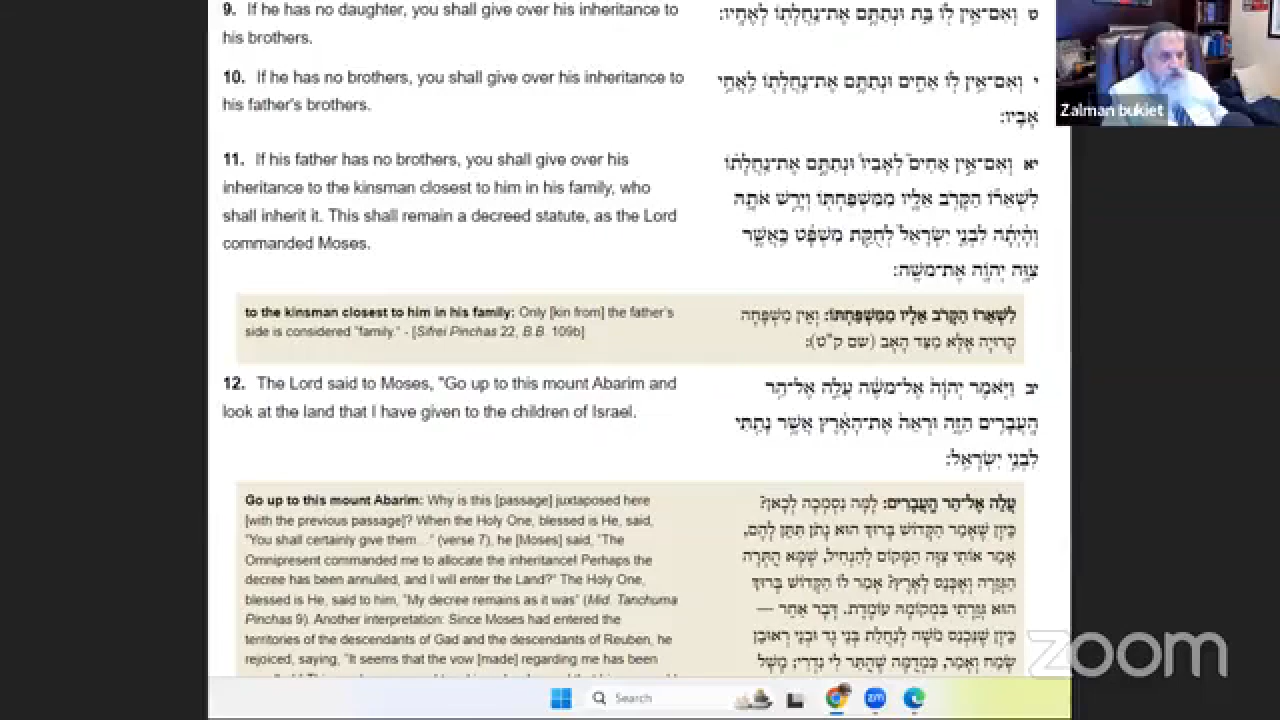 9. If he has no daughter, you shall give over his inheritance to
his brothers.
ט וְאִם־אֵין לוֹ בַּת וּנְתַתֶּם אֶת־נַחֲלָתוֹ לְאֶחָיו:
10. If he has no brothers, you shall give over his inheritance to
his father's brothers.
י וְאִם־אֵין לוֹ אַחִים וּנְתַתֶּם אֶת־נַחֲלָתוֹ לַאֲחֵי
אָבִיו:
11. If his father has no brothers, you shall give over his
inheritance to the kinsman closest to him in his family, who
shall inherit it. This shall remain a decreed statute, as the Lord
commanded Moses.
יא וְאִם־אֵין אַחִים לְאָבִיו וּנְתַתֶּם אֶת־נַחֲלָתוֹ
לִשְׁאֵרוֹ הַקָּרֹב אֵלָיו מִמִּשְׁפַּחְתּוֹ וְיָרַשׁ אֹתָהּ
וְהָיְתָה לִבְנֵי יִשְׂרָאֵל לְחֻקַּת מִשְׁפָּט כַּאֲשֶׁר
צִוָּה יְהוָֹה אֶת־מֹשֶׁה:
to the kinsman closest to him in his family: Only [kin from] the father's
side is considered "family." - [Sifrei Pinchas 22, B.B. 109b]
לִשְׁאֵרוֹ הַקָּרֹב אֵלָיו מִמִּשְׁפַּחְתּוֹ: וְאֵין מִשְׁפָּחָה
קְרוּיָה אֶלָּא מִצַּד הָאָב (שם ק"ט):
12. The Lord said to Moses, "Go up to this mount Abarim and
look at the land that I have given to the children of Israel.
יב וַיֹּאמֶר יְהוָֹה אֶל־מֹשֶׁה עֲלֵה אֶל־הַר
הָעֲבָרִים הַזֶּה וּרְאֵה אֶת־הָאָרֶץ אֲשֶׁר נָתַתִּי
לִבְנֵי יִשְׂרָאֵל:
Go up to this mount Abarim: Why is this [passage] juxtaposed here
[with the previous passage]? When the Holy One, blessed is He, said,
"You shall certainly give them…" (verse 7), he [Moses] said, "The
Omnipresent commanded me to allocate the inheritance! Perhaps the
decree has been annulled, and I will enter the Land?" The Holy One,
blessed is He, said to him, "My decree remains as it was" (Mid. Tanchuma
Pinchas 9). Another interpretation: Since Moses had entered the
territories of the descendants of Gad and the descendants of Reuben, he
rejoiced, saying, "It seems that the vow [made] regarding me has been
עֲלֵה אֶל־הַר הָעֲבָרִים: לָמָּה נִסְמְכָה לְכָאן?
כֵּיוָן שֶׁאָמַר הַקָּדוֹשׁ בָּרוּךְ הוּא נָתֹן תִּתֵּן לָהֶם,
אָמַר אוֹתִי צִוָּה הַמָּקוֹם לְהַנְחִיל, שֶׁמָּא הֻתְּרָה
הַגְּזֵרָה וְאֶכָּנֵס לָאָרֶץ? אָמַר לוֹ הַקָּדוֹשׁ בָּרוּךְ
הוּא גְּזֵרָתִי בִּמְקוֹמָהּ עוֹמֶדֶת. דָּבָר אַחֵר —
כֵּיוָן שֶׁנִּכְנַס מֹשֶׁה לְנַחֲלַת בְּנֵי גָד וּבְנֵי רְאוּבֵן
שָׂמַח וְאָמַר, כִּמְדֻמֶּה שֶׁהֻתַּר לִי נִדְרִי; מָשָׁל
Zalman bukiet
zoom
Search
zm